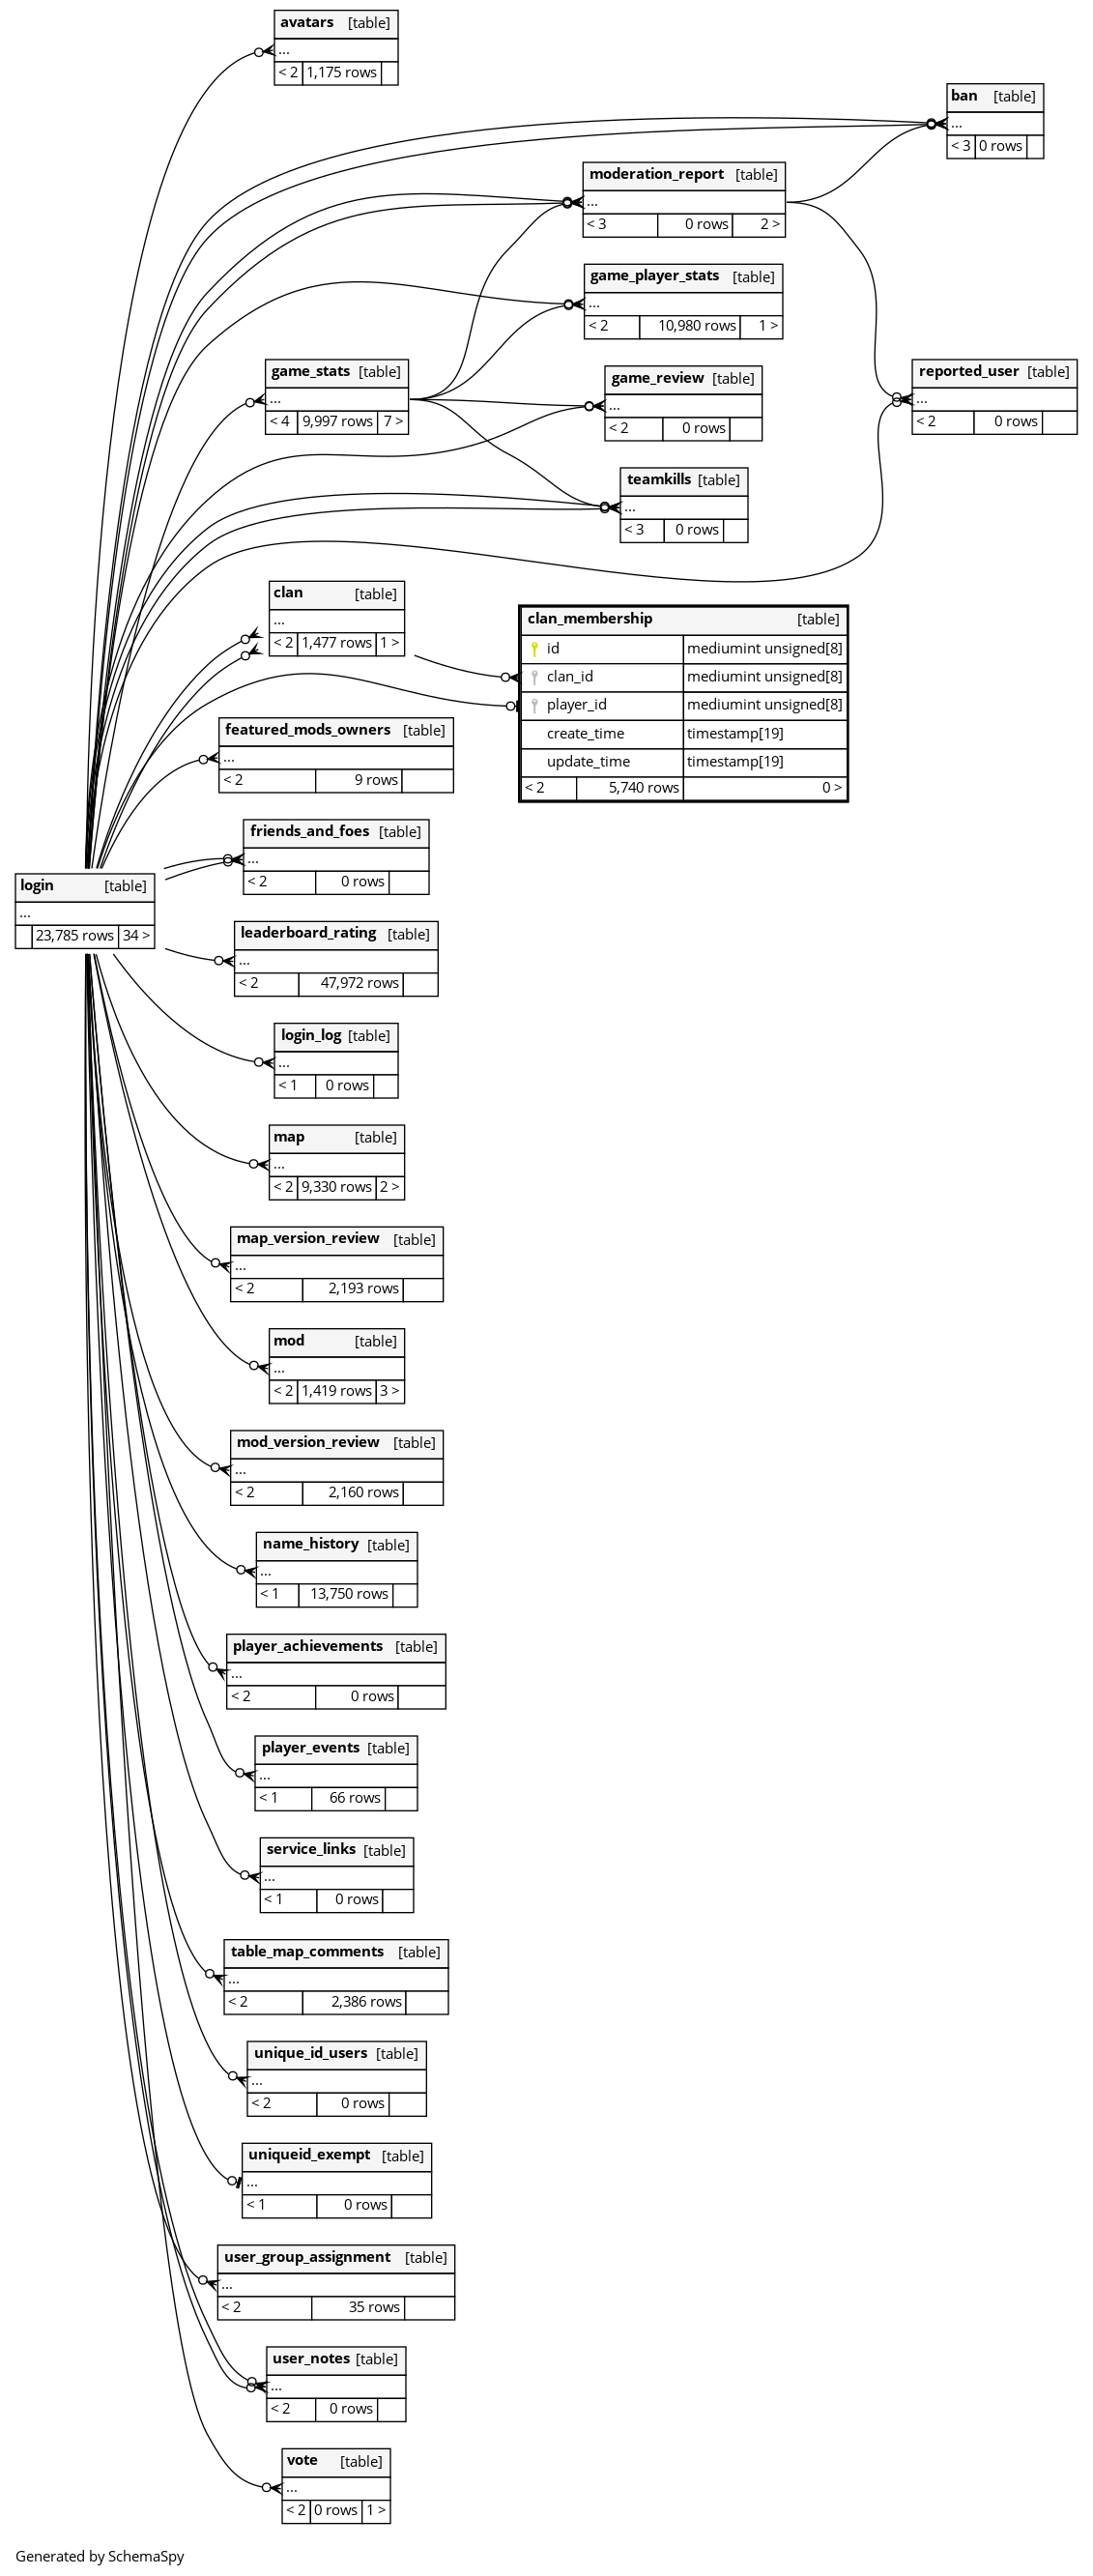 avatars [table]
...
< 2 1,175 rows
ban [table]
...
< 3 0 rows
moderation_report [table]
...
< 3 0 rows 2 >
game_player_stats [table]
...
< 2 10,980 rows 1 >
game_stats [table]
...
< 4 9,997 rows 7 >
game_review [table]
...
< 2 0 rows
reported_user [table]
...
< 2 0 rows
teamkills [table]
...
< 3 0 rows
clan [table]
...
< 2 1,477 rows 1 >
clan_membership [table]
id mediumint unsigned[8]
clan_id mediumint unsigned[8]
player_id mediumint unsigned[8]
create_time timestamp[19]
update_time timestamp[19]
< 2 5,740 rows 0 >
featured_mods_owners [table]
...
< 2 9 rows
friends_and_foes [table]
...
< 2 0 rows
login [table]
...
23,785 rows 34 >
leaderboard_rating [table]
...
< 2 47,972 rows
login_log [table]
...
< 1 0 rows
map [table]
...
< 2 9,330 rows 2 >
map_version_review [table]
...
< 2 2,193 rows
mod [table]
...
< 2 1,419 rows 3 >
mod_version_review [table]
...
< 2 2,160 rows
name_history [table]
...
< 1 13,750 rows
player_achievements [table]
...
< 2 0 rows
player_events [table]
...
< 1 66 rows
service_links [table]
...
< 1 0 rows
table_map_comments [table]
...
< 2 2,386 rows
unique_id_users [table]
...
< 2 0 rows
uniqueid_exempt [table]
...
< 1 0 rows
user_group_assignment [table]
...
< 2 35 rows
user_notes [table]
...
< 2 0 rows
vote [table]
...
< 2 0 rows 1 >
Generated by SchemaSpy